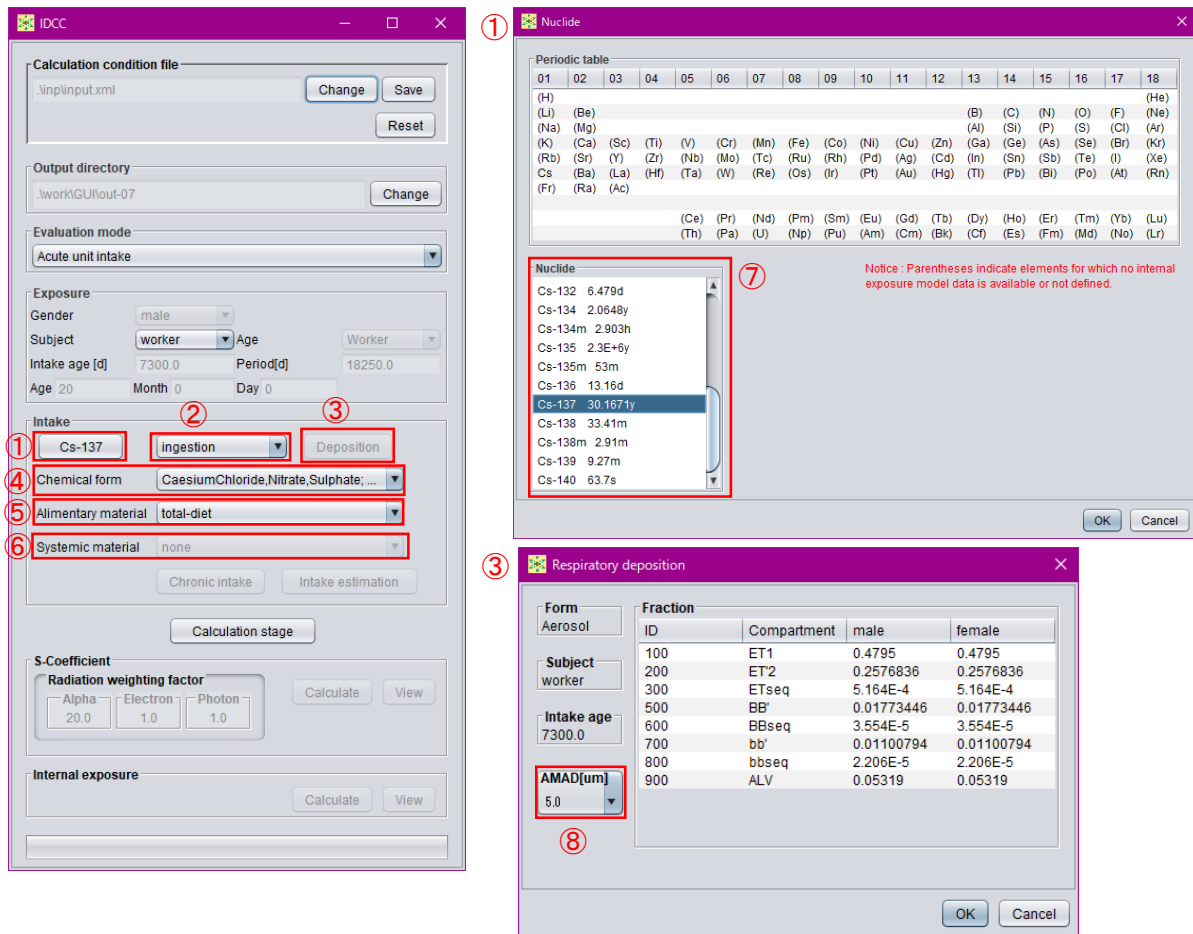 IDCC
Calculation condition file
.\inp\input.xml
Change
Save
Reset
Output directory
.\work\GUI\out-07
Change
Evaluation mode
Acute unit intake
Exposure
Gender male
Subject worker Age Worker
Intake age [d] 7300.0 Period[d] 18250.0
Age 20 Month 0 Day 0
Intake
② ③
① Cs-137 ingestion Deposition
④ Chemical form CaesiumChloride,Nitrate,Sulphate; ...
⑤ Alimentary material total-diet
⑥ Systemic material none
Chronic intake Intake estimation
Calculation stage
S-Coefficient
Radiation weighting factor
Alpha Electron Photon
20.0 1.0 1.0
Calculate View
Internal exposure
Calculate View
① Nuclide
Periodic table
01 02 03 04 05 06 07 08 09 10 11 12 13 14 15 16 17 18
(H) (He)
(Li) (Be) (B) (C) (N) (O) (F) (Ne)
(Na) (Mg) (Al) (Si) (P) (S) (Cl) (Ar)
(K) (Ca) (Sc) (Ti) (V) (Cr) (Mn) (Fe) (Co) (Ni) (Cu) (Zn) (Ga) (Ge) (As) (Se) (Br) (Kr)
(Rb) (Sr) (Y) (Zr) (Nb) (Mo) (Tc) (Ru) (Rh) (Pd) (Ag) (Cd) (In) (Sn) (Sb) (Te) (I) (Xe)
Cs (Ba) (La) (Hf) (Ta) (W) (Re) (Os) (Ir) (Pt) (Au) (Hg) (Tl) (Pb) (Bi) (Po) (At) (Rn)
(Fr) (Ra) (Ac)
(Ce) (Pr) (Nd) (Pm) (Sm) (Eu) (Gd) (Tb) (Dy) (Ho) (Er) (Tm) (Yb) (Lu)
(Th) (Pa) (U) (Np) (Pu) (Am) (Cm) (Bk) (Cf) (Es) (Fm) (Md) (No) (Lr)
Nuclide
⑦
Cs-132 6.479d
Cs-134 2.0648y
Cs-134m 2.903h
Cs-135 2.3E+6y
Cs-135m 53m
Cs-136 13.16d
Cs-137 30.1671y
Cs-138 33.41m
Cs-138m 2.91m
Cs-139 9.27m
Cs-140 63.7s
Notice : Parentheses indicate elements for which no internal
exposure model data is available or not defined.
OK Cancel
③ Respiratory deposition
Form
Aerosol
Subject
worker
Intake age
7300.0
AMAD[um]
5.0
⑧
Fraction
ID Compartment male female
100 ET1 0.4795 0.4795
200 ET'2 0.2576836 0.2576836
300 ETseq 5.164E-4 5.164E-4
500 BB' 0.01773446 0.01773446
600 BBseq 3.554E-5 3.554E-5
700 bb' 0.01100794 0.01100794
800 bbseq 2.206E-5 2.206E-5
900 ALV 0.05319 0.05319
OK Cancel